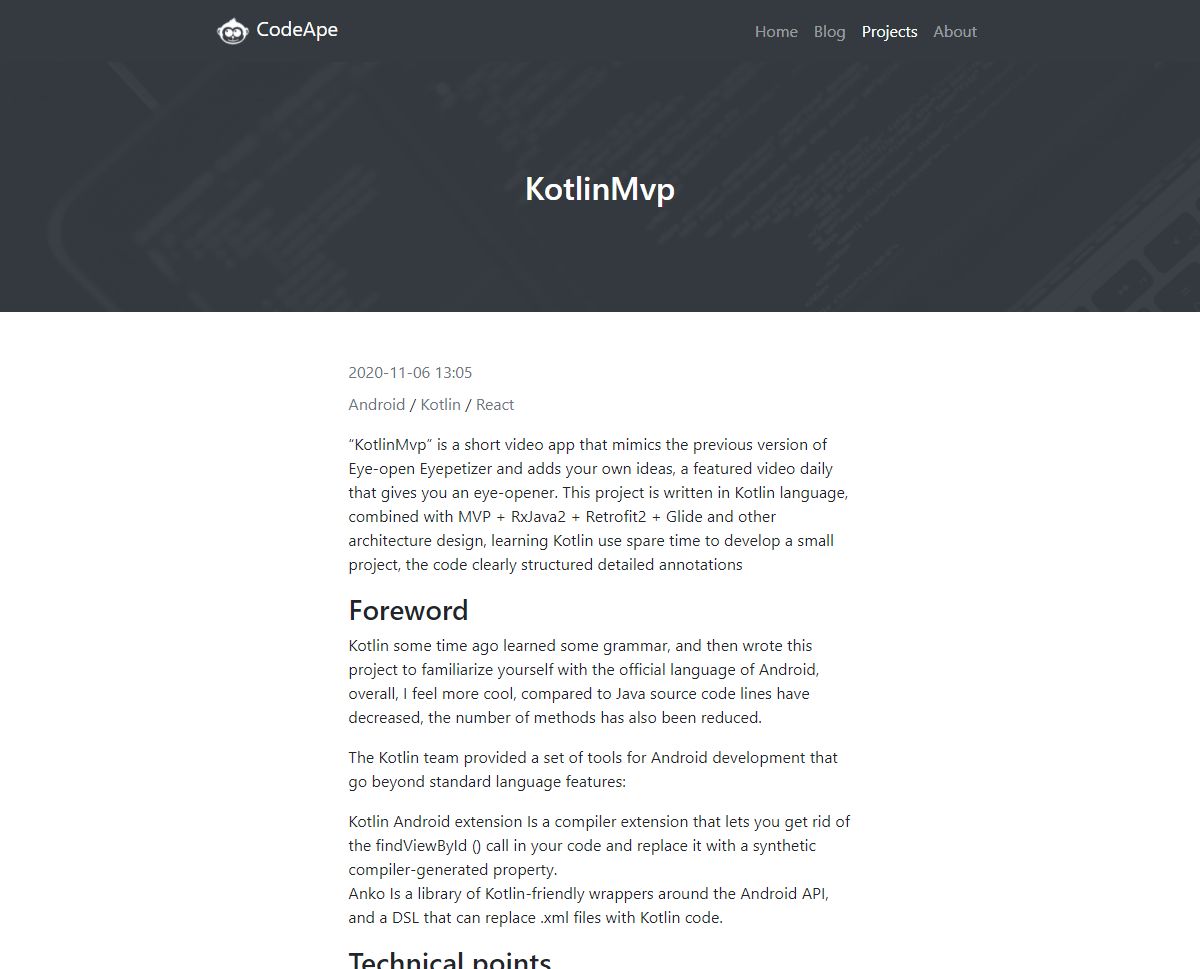 CodeApe
Home Blog Projects About
KotlinMvp
2020-11-06 13:05
Android / Kotlin / React
“KotlinMvp” is a short video app that mimics the previous version of
Eye-open Eyepetizer and adds your own ideas, a featured video daily
that gives you an eye-opener. This project is written in Kotlin language,
combined with MVP + RxJava2 + Retrofit2 + Glide and other
architecture design, learning Kotlin use spare time to develop a small
project, the code clearly structured detailed annotations
Foreword
Kotlin some time ago learned some grammar, and then wrote this
project to familiarize yourself with the official language of Android,
overall, I feel more cool, compared to Java source code lines have
decreased, the number of methods has also been reduced.
The Kotlin team provided a set of tools for Android development that
go beyond standard language features:
Kotlin Android extension Is a compiler extension that lets you get rid of
the findViewById () call in your code and replace it with a synthetic
compiler-generated property.
Anko Is a library of Kotlin-friendly wrappers around the Android API,
and a DSL that can replace .xml files with Kotlin code.
Technical points